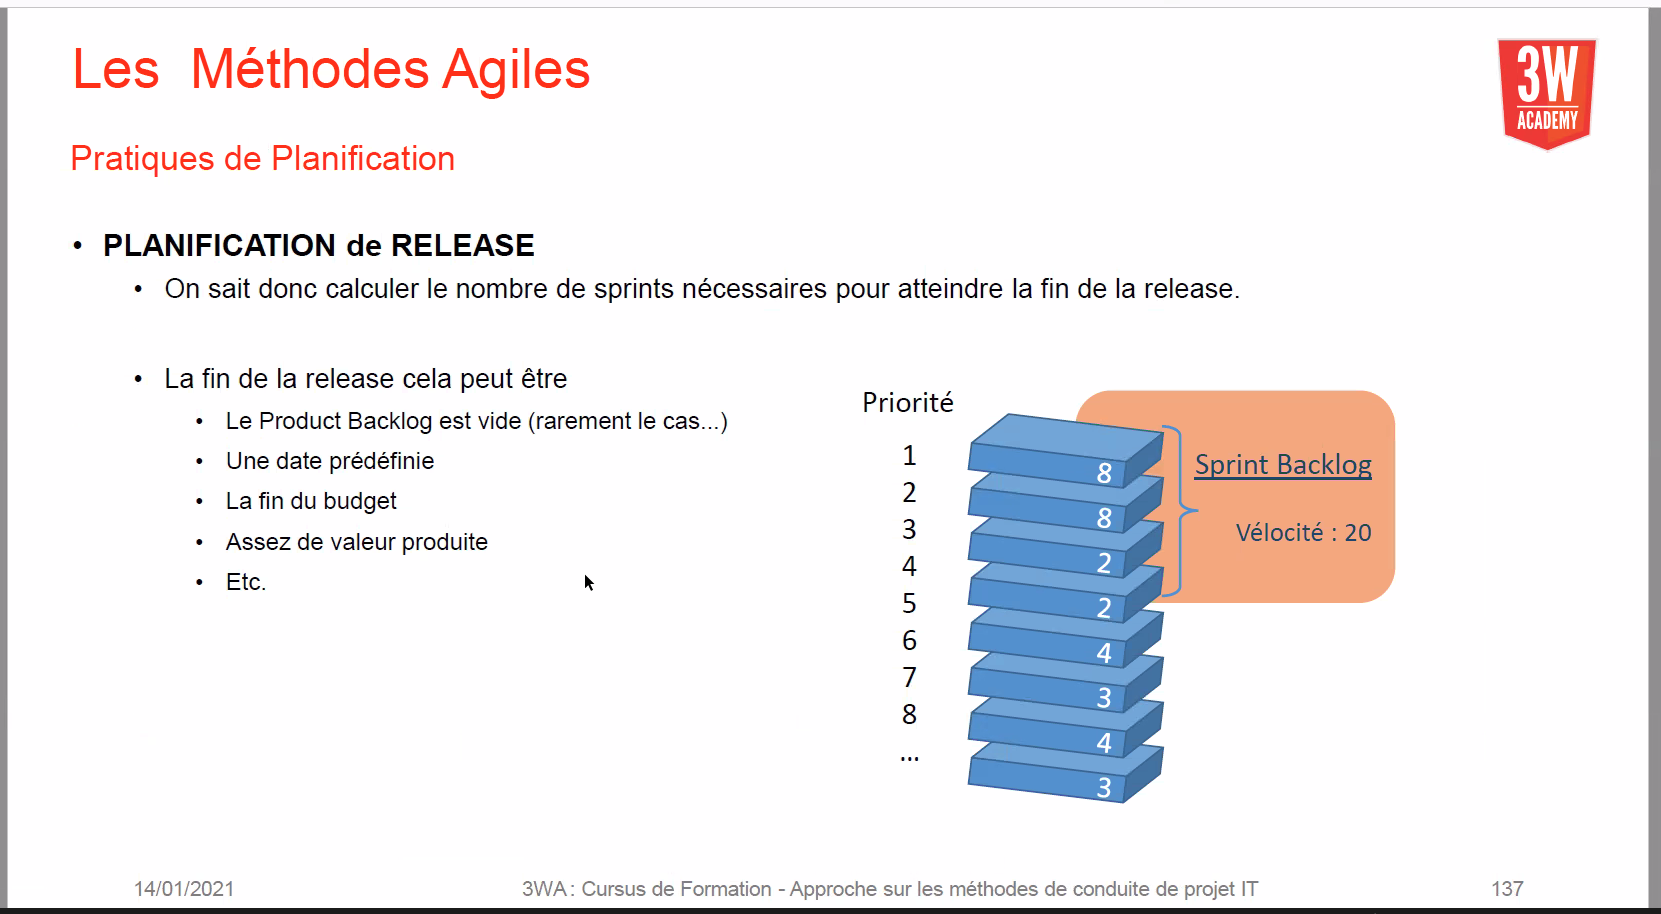 Les Méthodes Agiles
3W
ACADEMY
Pratiques de Planification
• PLANIFICATION de RELEASE
• On sait donc calculer le nombre de sprints nécessaires pour atteindre la fin de la release.
• La fin de la release cela peut être
• Le Product Backlog est vide (rarement le cas...)
• Une date prédéfinie
• La fin du budget
• Assez de valeur produite
• Etc.
Priorité
1
2
3
4
5
6
7
8
...
8
8
2
2
4
3
4
3
Sprint Backlog
Vélocité : 20
14/01/2021
3WA : Cursus de Formation - Approche sur les méthodes de conduite de projet IT
137